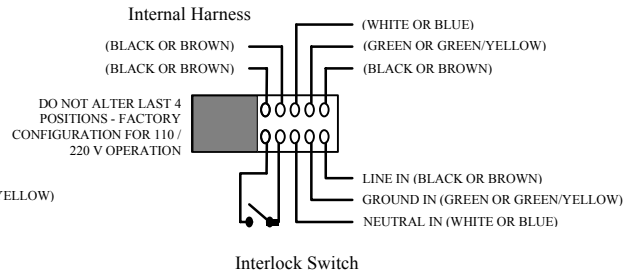 Internal Harness
(WHITE OR BLUE)
(BLACK OR BROWN)
(GREEN OR GREEN/YELLOW)
(BLACK OR BROWN)
(BLACK OR BROWN)
DO NOT ALTER LAST 4
POSITIONS - FACTORY
CONFIGURATION FOR 110 /
220 V OPERATION
LINE IN (BLACK OR BROWN)
YELLOW)
GROUND IN (GREEN OR GREEN/YELLOW)
NEUTRAL IN (WHITE OR BLUE)
Interlock Switch